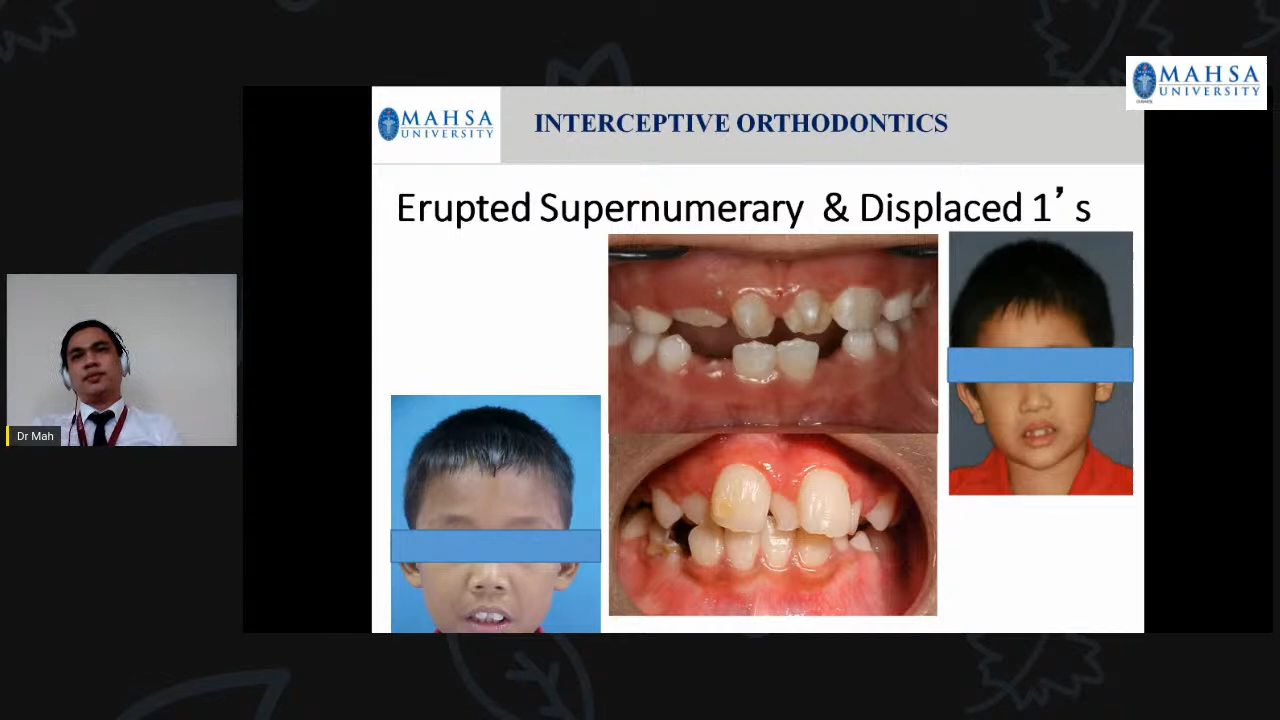 MAHSA
UNIVERSITY
MAHSA
UNIVERSITY
INTERCEPTIVE ORTHODONTICS
Erupted Supernumerary & Displaced 1’s
Dr Mah